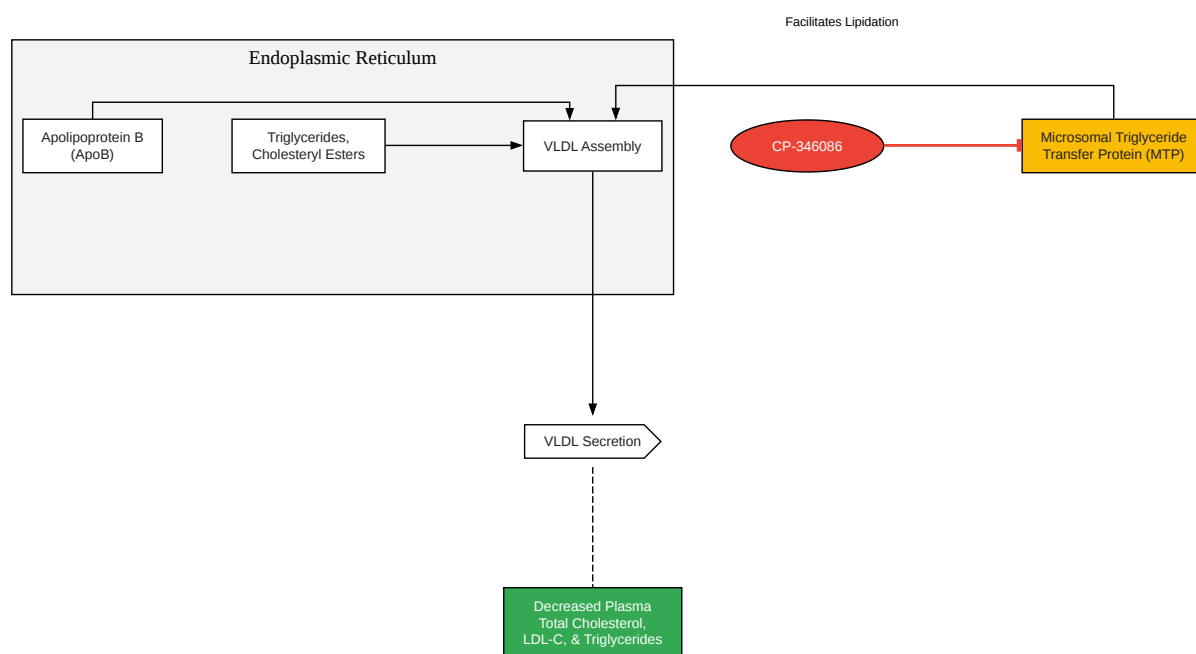 Facilitates Lipidation
Endoplasmic Reticulum
Apolipoprotein B
(ApoB)
Triglycerides,
Cholesteryl Esters
VLDL Assembly
CP-346086
Microsomal Triglyceride
Transfer Protein (MTP)
VLDL Secretion
Decreased Plasma
Total Cholesterol,
LDL-C, & Triglycerides